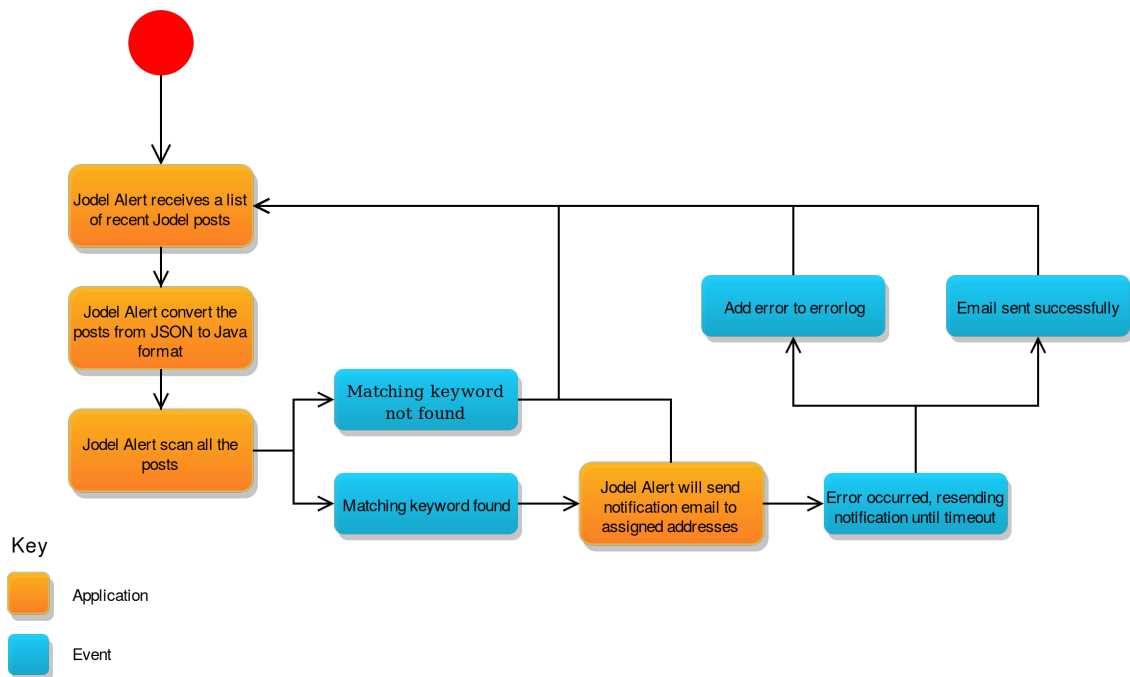 Jodel Alert receives a list
of recent Jodel posts
Jodel Alert convert the
posts from JSON to Java
format
Add error to errorlog
Email sent successfully
Matching keyword
not found
Jodel Alert scan all the
posts
Matching keyword found
Jodel Alert will send
notification email to
assigned addresses
Error occurred, resending
notification until timeout
Key
Application
Event